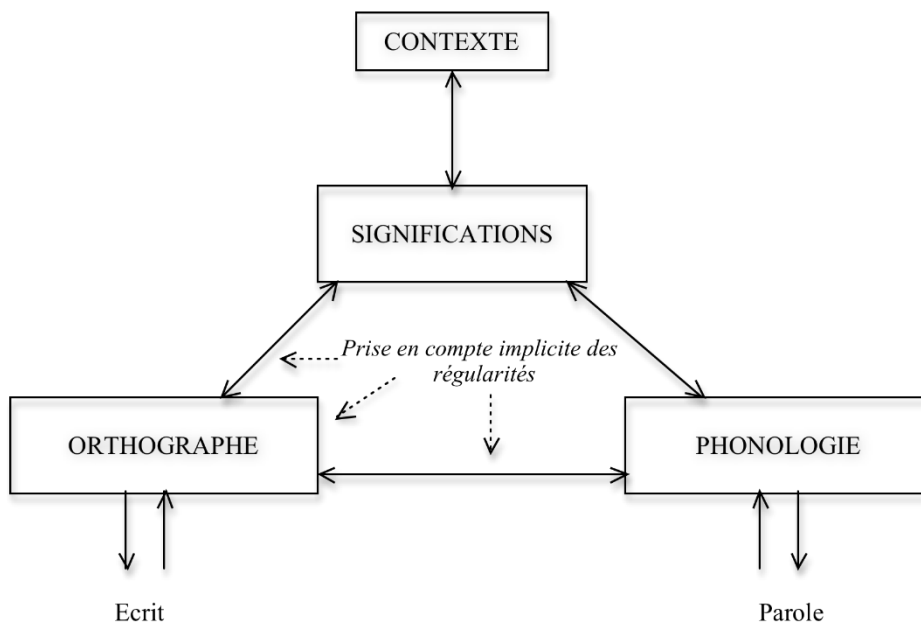 CONTEXTE
SIGNIFICATIONS
Prise en compte implicite des
régularités
ORTHOGRAPHE
PHONOLOGIE
Ecrit
Parole